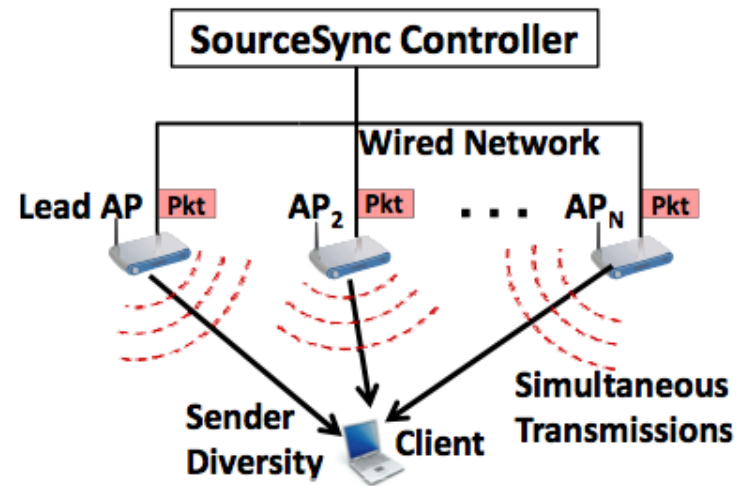 SourceSync Controller
Wired Network
Lead AP Pkt AP2 Pkt . . . APN Pkt
Sender
Diversity
Client
Simultaneous
Transmissions